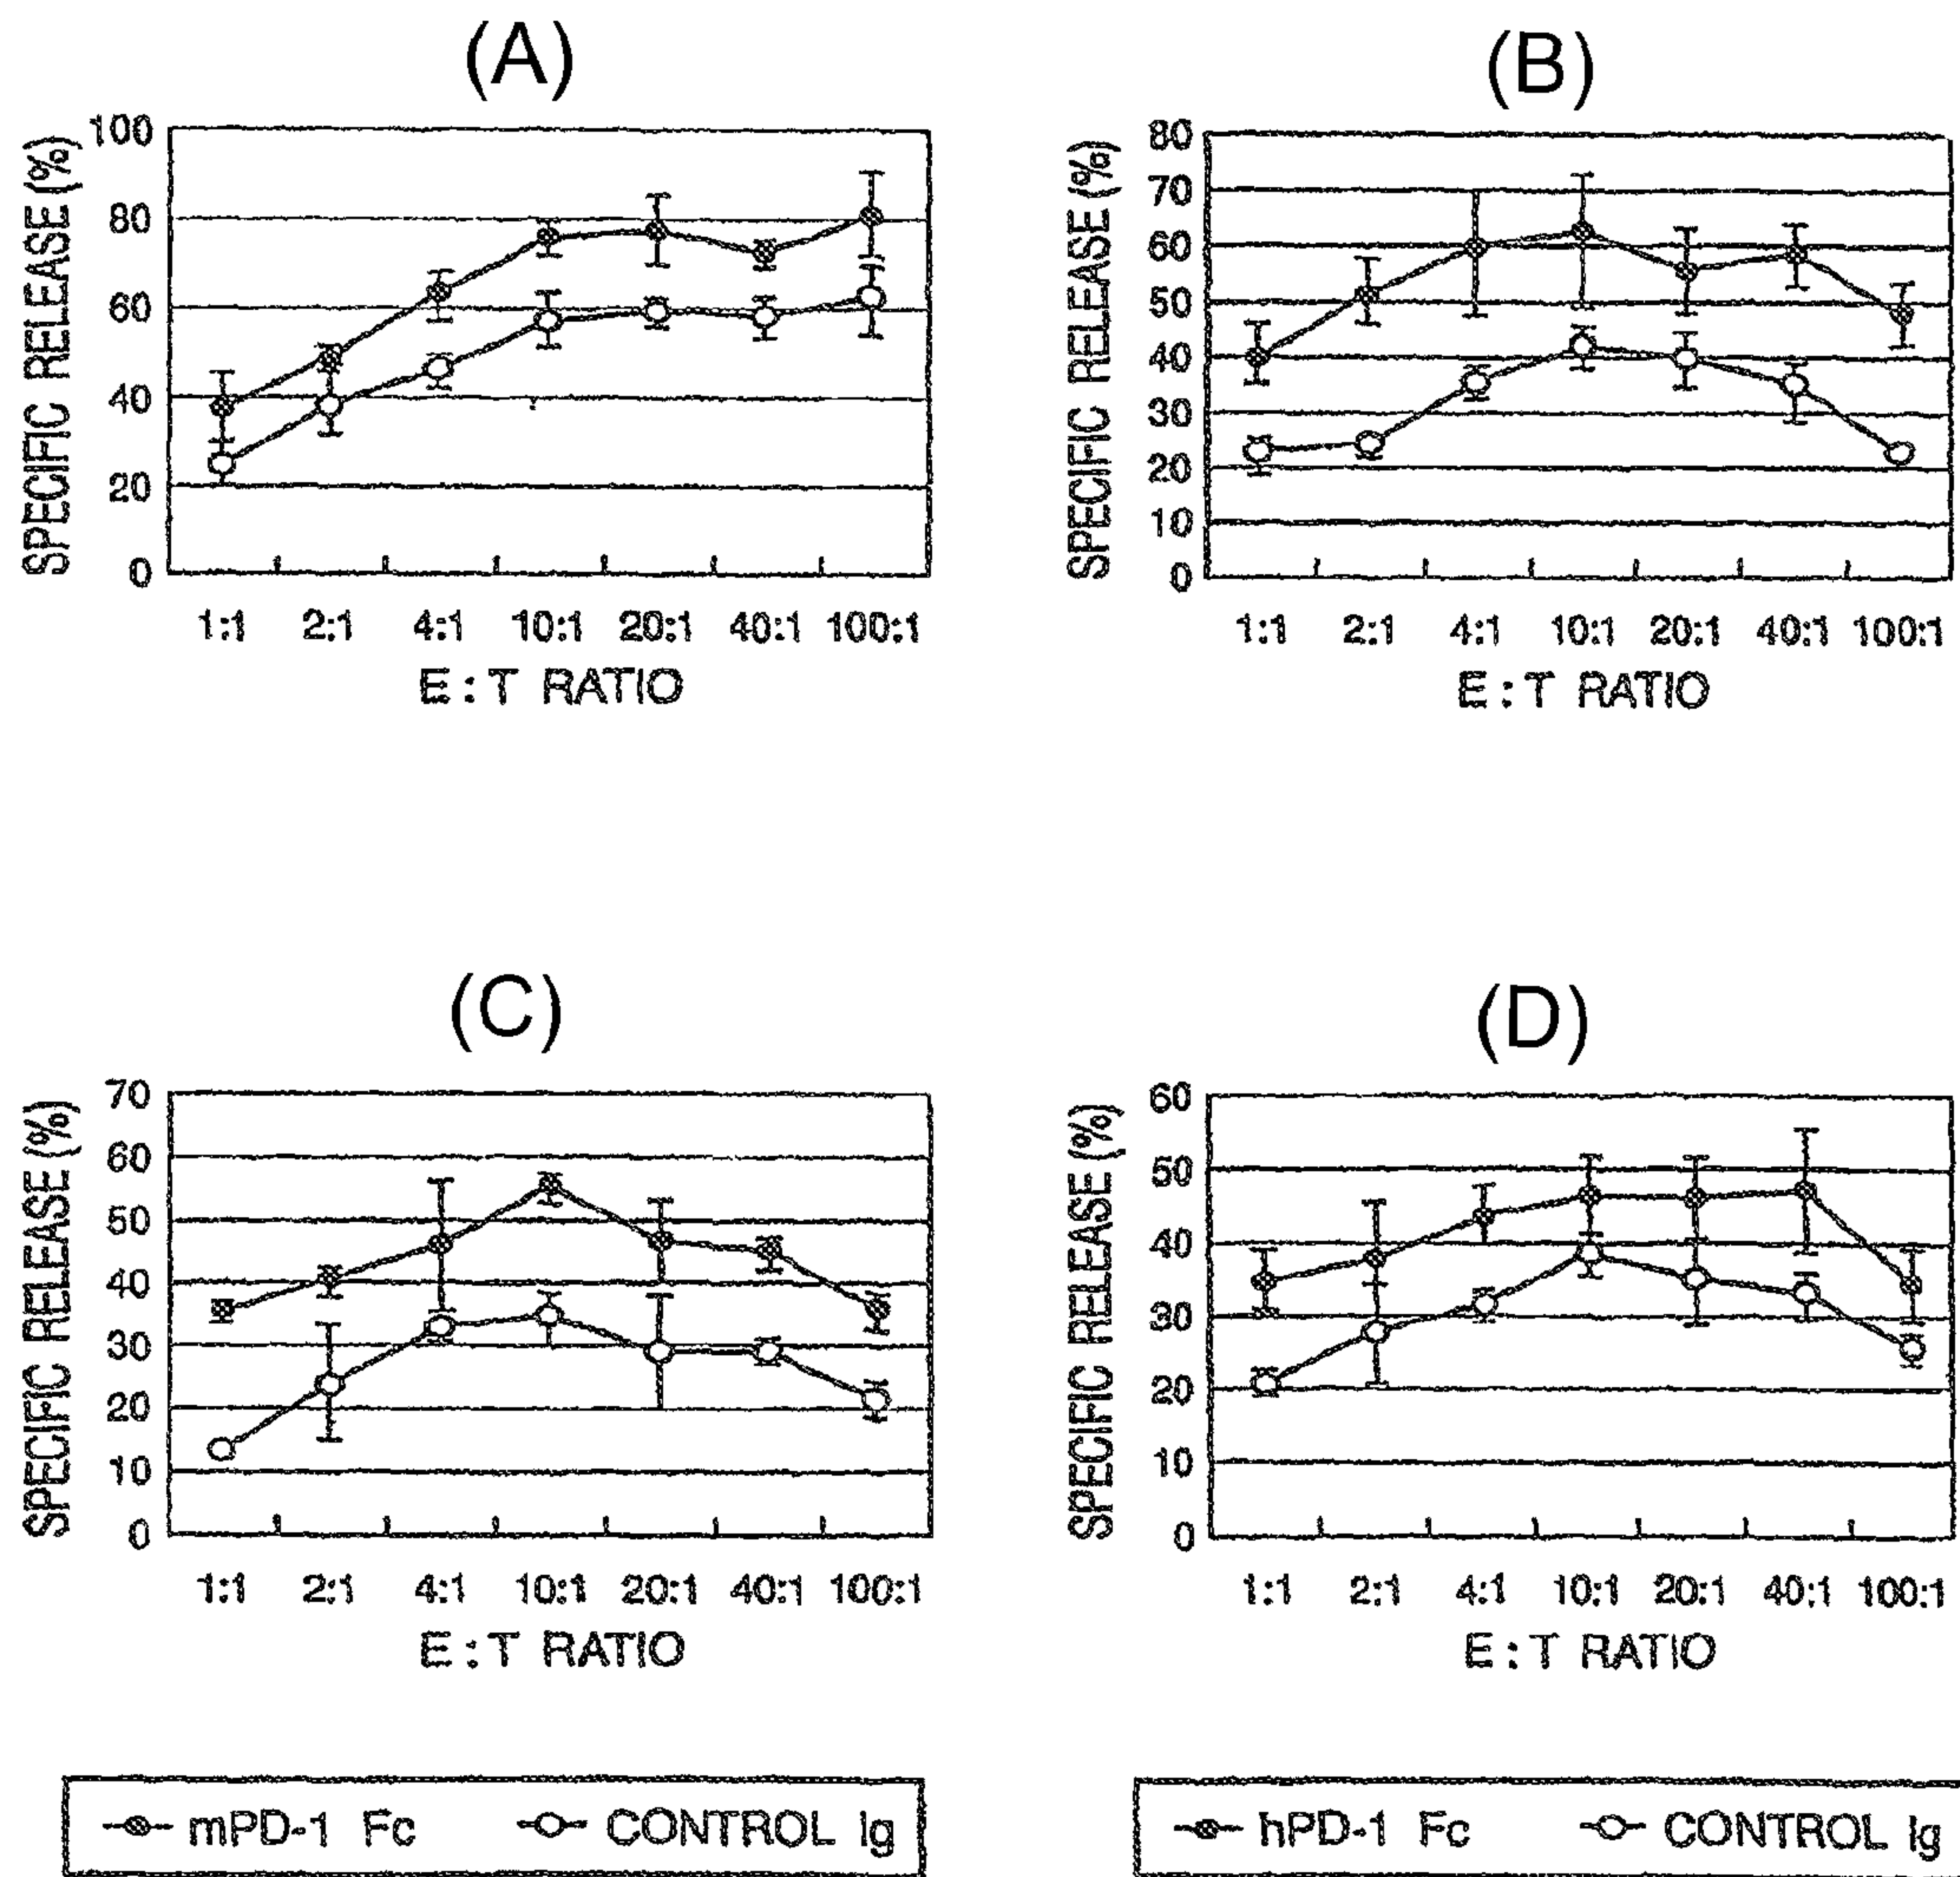 (A)
SPECIFIC RELEASE (%)
100
80
60
40
20
0
1:1 2:1 4:1 10:1 20:1 40:1 100:1
E : T RATIO
(B)
SPECIFIC RELEASE (%)
80
70
60
50
40
30
20
10
0
1:1 2:1 4:1 10:1 20:1 40:1 100:1
E : T RATIO
(C)
SPECIFIC RELEASE (%)
70
60
50
40
30
20
10
0
1:1 2:1 4:1 10:1 20:1 40:1 100:1
E : T RATIO
(D)
SPECIFIC RELEASE (%)
60
50
40
30
20
10
0
1:1 2:1 4:1 10:1 20:1 40:1 100:1
E : T RATIO
mPD-1 Fc CONTROL Ig
hPD-1 Fc CONTROL Ig